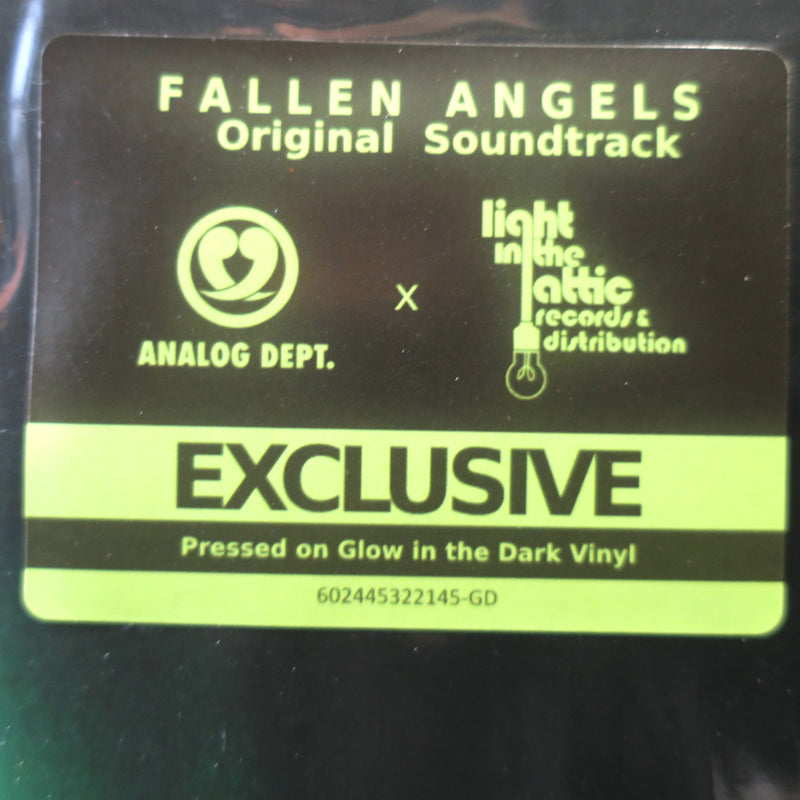 FALLEN ANGELS
Original Soundtrack
ANALOG DEPT.
x
light
in the
attic
records &
distribution
EXCLUSIVE
Pressed on Glow in the Dark Vinyl
602445322145-GD